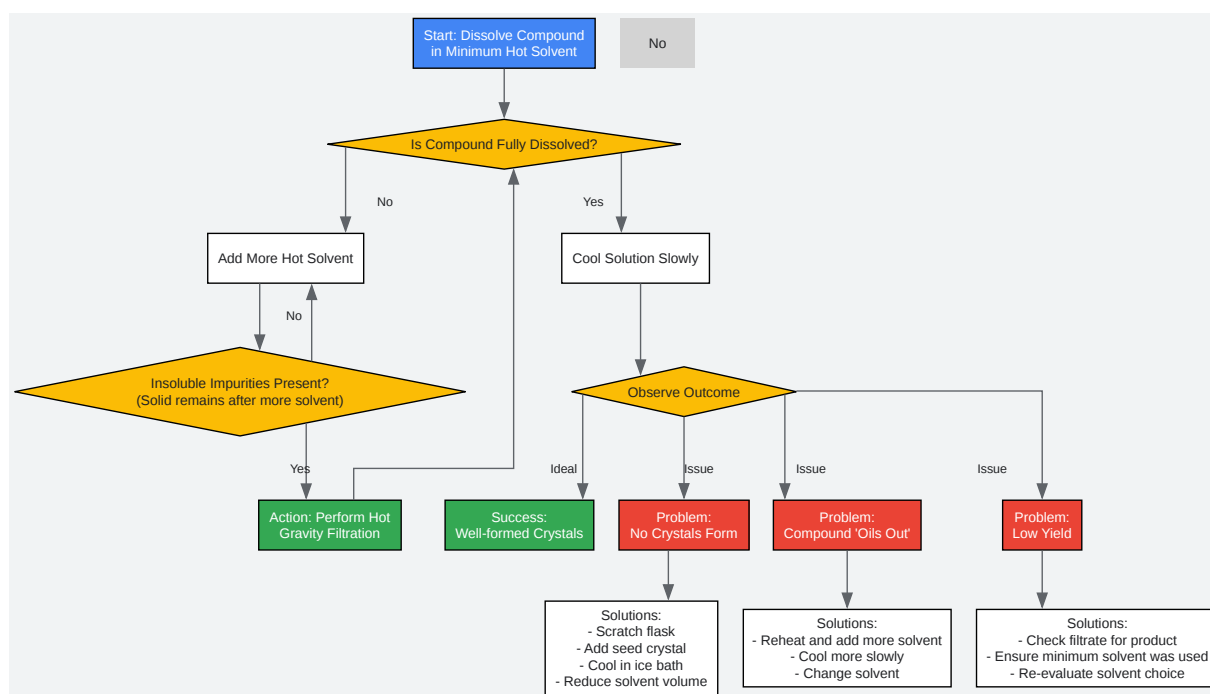 Start: Dissolve Compound
in Minimum Hot Solvent
No
Is Compound Fully Dissolved?
No
Yes
Add More Hot Solvent
Cool Solution Slowly
No
Insoluble Impurities Present?
(Solid remains after more solvent)
Observe Outcome
Yes
Ideal
Issue
Issue
Issue
Action: Perform Hot
Gravity Filtration
Success:
Well-formed Crystals
Problem:
No Crystals Form
Problem:
Compound 'Oils Out'
Problem:
Low Yield
Solutions:
- Scratch flask
- Add seed crystal
- Cool in ice bath
- Reduce solvent volume
Solutions:
- Reheat and add more solvent
- Cool more slowly
- Change solvent
Solutions:
- Check filtrate for product
- Ensure minimum solvent was used
- Re-evaluate solvent choice